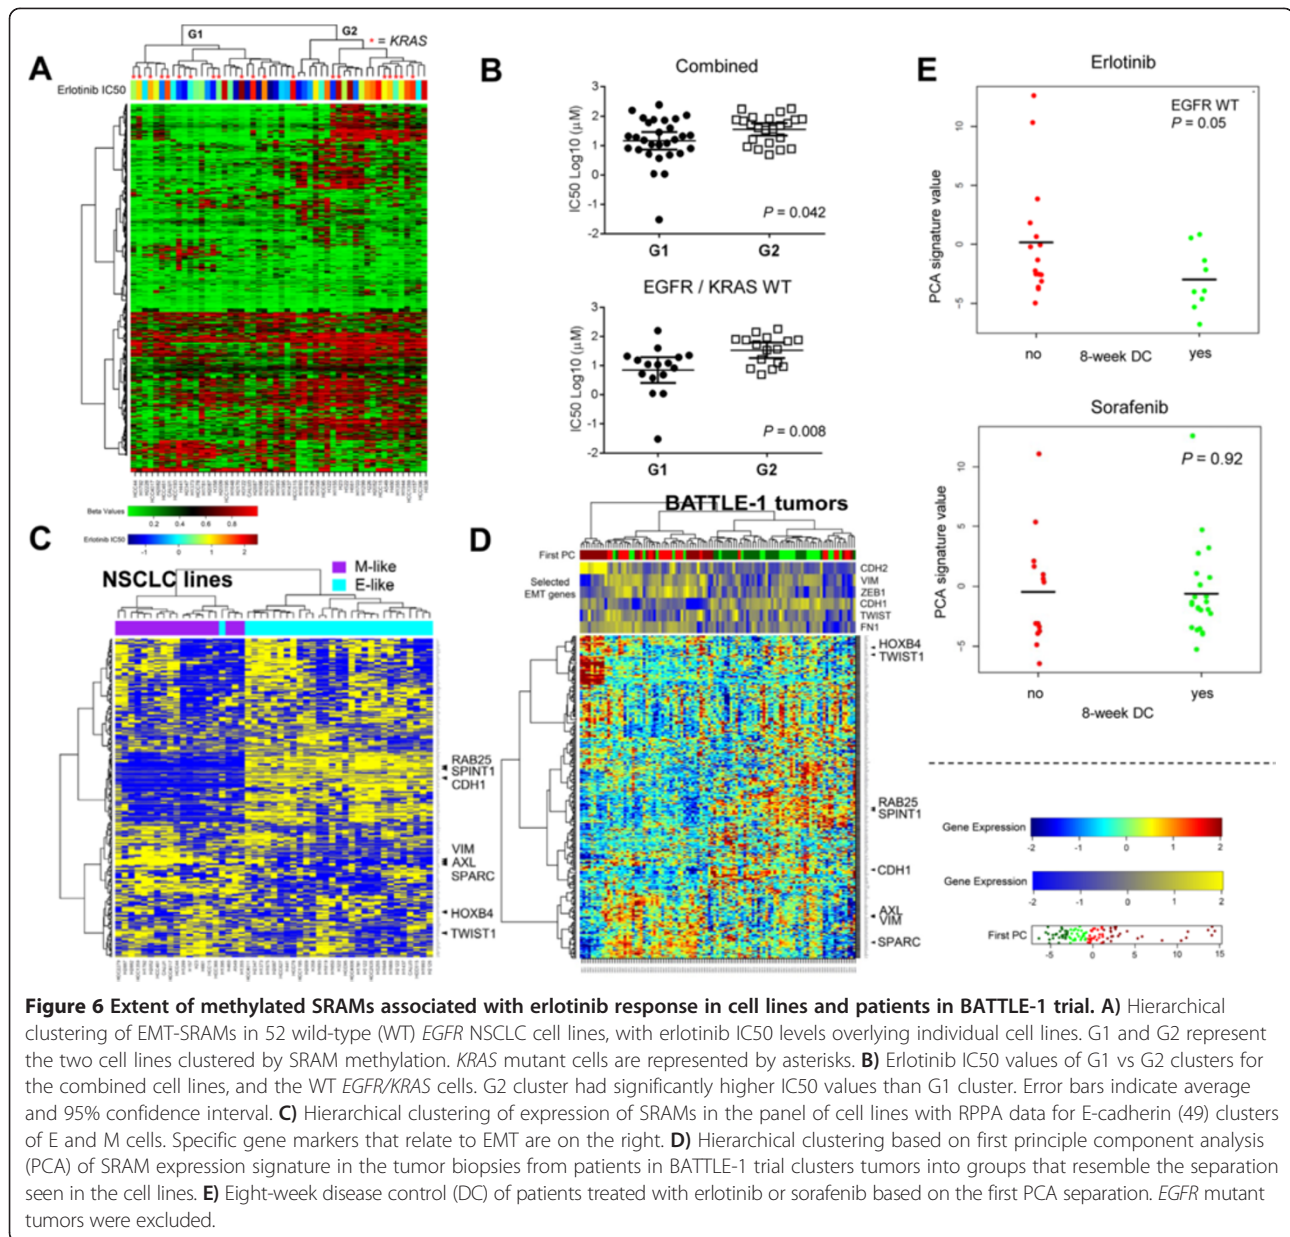 A
G1
G2
* = KRAS
Erlotinib IC50
Beta Values
0.2 0.4 0.6 0.8
Erlotinib IC50
-1 0 1 2
B
Combined
IC50 Log10 (μM)
3
2
1
0
-1
-2
P = 0.042
G1 G2
EGFR / KRAS WT
IC50 Log10 (μM)
3
2
1
0
-1
-2
P = 0.008
G1 G2
C
NSCLC lines
M-like
E-like
RAB25
SPINT1
CDH1
VIM
AXL
SPARC
HOXB4
TWIST1
D
BATTLE-1 tumors
First PC
Selected
EMT genes
CDH2
VIM
ZEB1
CDH1
TWIST
FN1
HOXB4
TWIST1
RAB25
SPINT1
CDH1
AXL
VIM
SPARC
E
Erlotinib
EGFR WT
P = 0.05
PCA signature value
10
5
0
-5
no 8-week DC yes
Sorafenib
P = 0.92
PCA signature value
10
5
0
-5
no yes
8-week DC
Gene Expression
-2 -1 0 1 2
Gene Expression
-2 -1 0 1 2
First PC
-5 0 5 10 15
Figure 6 Extent of methylated SRAMs associated with erlotinib response in cell lines and patients in BATTLE-1 trial. A) Hierarchical
clustering of EMT-SRAMs in 52 wild-type (WT) EGFR NSCLC cell lines, with erlotinib IC50 levels overlying individual cell lines. G1 and G2 represent
the two cell lines clustered by SRAM methylation. KRAS mutant cells are represented by asterisks. B) Erlotinib IC50 values of G1 vs G2 clusters for
the combined cell lines, and the WT EGFR/KRAS cells. G2 cluster had significantly higher IC50 values than G1 cluster. Error bars indicate average
and 95% confidence interval. C) Hierarchical clustering of expression of SRAMs in the panel of cell lines with RPPA data for E-cadherin (49) clusters
of E and M cells. Specific gene markers that relate to EMT are on the right. D) Hierarchical clustering based on first principle component analysis
(PCA) of SRAM expression signature in the tumor biopsies from patients in BATTLE-1 trial clusters tumors into groups that resemble the separation
seen in the cell lines. E) Eight-week disease control (DC) of patients treated with erlotinib or sorafenib based on the first PCA separation. EGFR mutant
tumors were excluded.